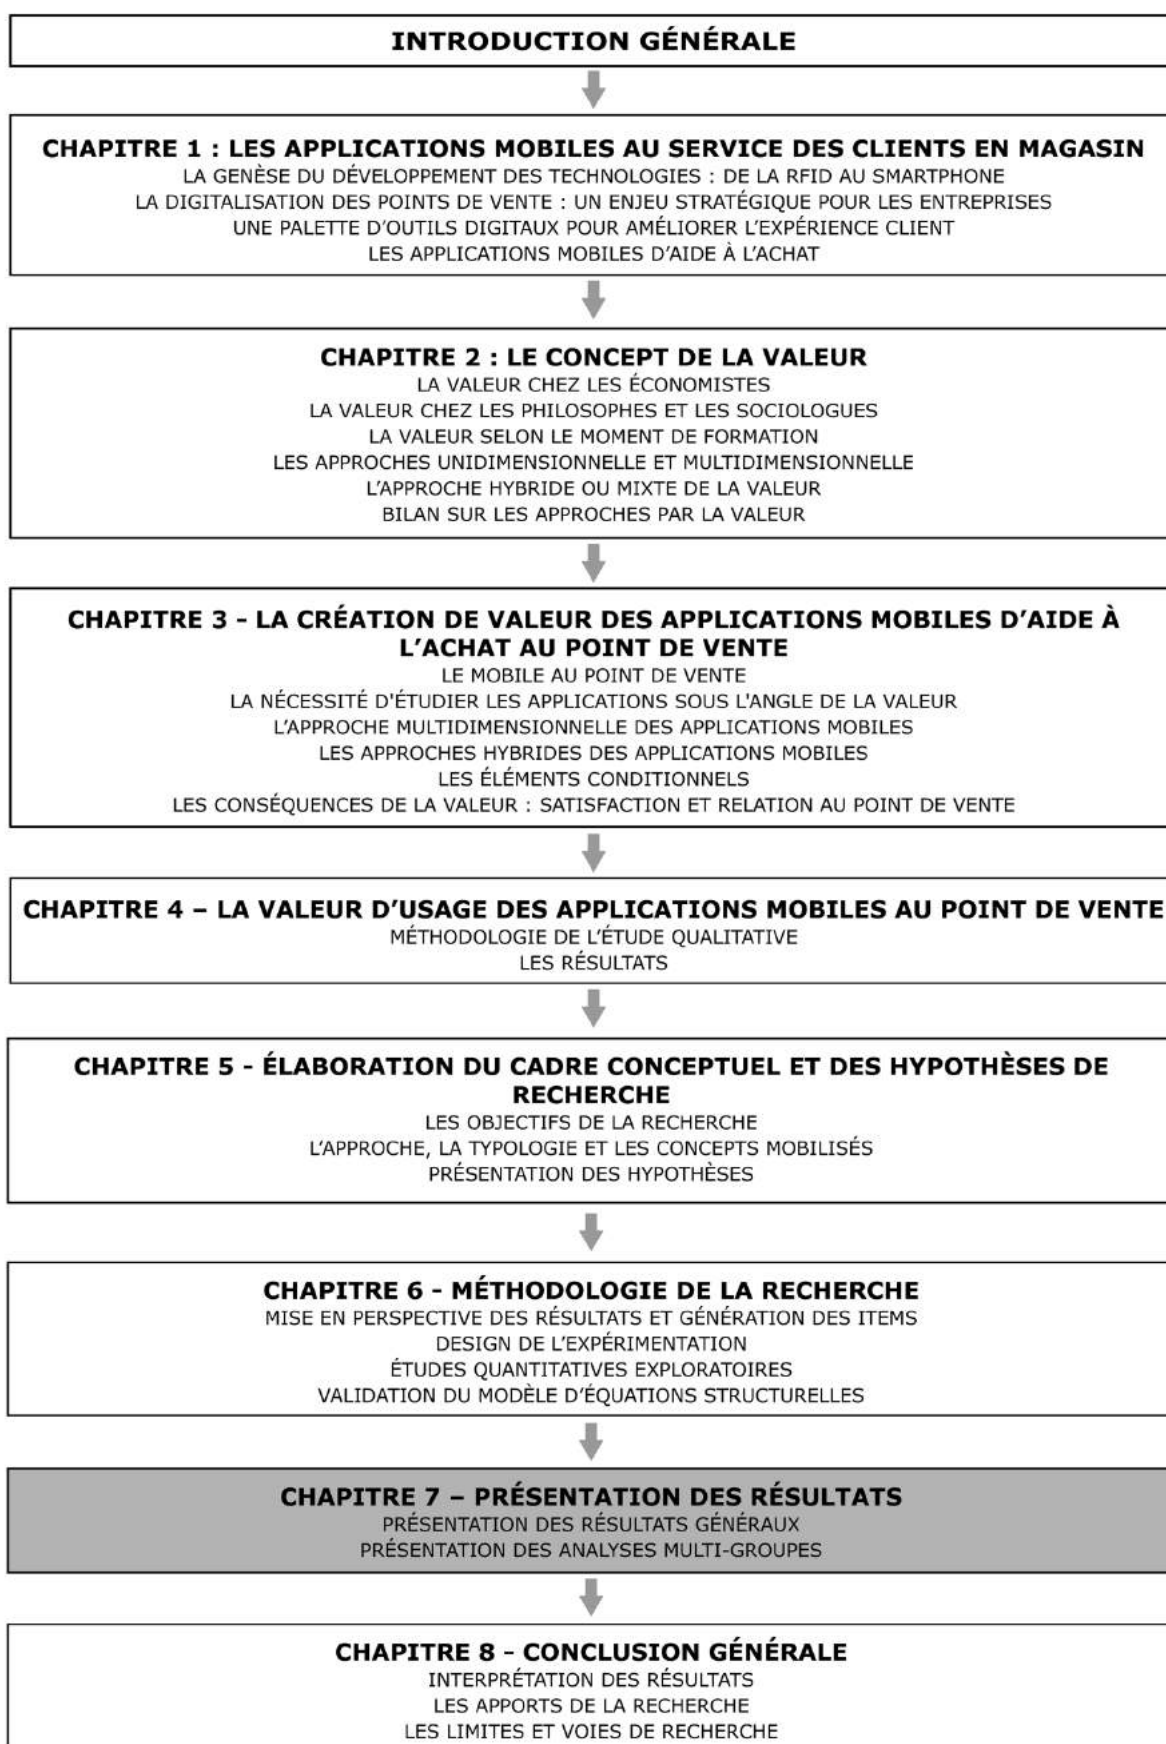 INTRODUCTION GÉNÉRALE
CHAPITRE 1 : LES APPLICATIONS MOBILES AU SERVICE DES CLIENTS EN MAGASIN
LA GENÈSE DU DÉVELOPPEMENT DES TECHNOLOGIES : DE LA RFID AU SMARTPHONE
LA DIGITALISATION DES POINTS DE VENTE : UN ENJEU STRATÉGIQUE POUR LES ENTREPRISES
UNE PALETTE D'OUTILS DIGITAUX POUR AMÉLIORER L'EXPÉRIENCE CLIENT
LES APPLICATIONS MOBILES D'AIDE À L'ACHAT
CHAPITRE 2 : LE CONCEPT DE LA VALEUR
LA VALEUR CHEZ LES ÉCONOMISTES
LA VALEUR CHEZ LES PHILOSOPHES ET LES SOCIOLOGUES
LA VALEUR SELON LE MOMENT DE FORMATION
LES APPROCHES UNIDIMENSIONNELLE ET MULTIDIMENSIONNELLE
L'APPROCHE HYBRIDE OU MIXTE DE LA VALEUR
BILAN SUR LES APPROCHES PAR LA VALEUR
CHAPITRE 3 - LA CRÉATION DE VALEUR DES APPLICATIONS MOBILES D'AIDE À
L'ACHAT AU POINT DE VENTE
LE MOBILE AU POINT DE VENTE
LA NÉCESSITÉ D'ÉTUDIER LES APPLICATIONS SOUS L'ANGLE DE LA VALEUR
L'APPROCHE MULTIDIMENSIONNELLE DES APPLICATIONS MOBILES
LES APPROCHES HYBRIDES DES APPLICATIONS MOBILES
LES ÉLÉMENTS CONDITIONNELS
LES CONSÉQUENCES DE LA VALEUR : SATISFACTION ET RELATION AU POINT DE VENTE
CHAPITRE 4 – LA VALEUR D'USAGE DES APPLICATIONS MOBILES AU POINT DE VENTE
MÉTHODOLOGIE DE L'ÉTUDE QUALITATIVE
LES RÉSULTATS
CHAPITRE 5 - ÉLABORATION DU CADRE CONCEPTUEL ET DES HYPOTHÈSES DE
RECHERCHE
LES OBJECTIFS DE LA RECHERCHE
L'APPROCHE, LA TYPOLOGIE ET LES CONCEPTS MOBILISÉS
PRÉSENTATION DES HYPOTHÈSES
CHAPITRE 6 - MÉTHODOLOGIE DE LA RECHERCHE
MISE EN PERSPECTIVE DES RÉSULTATS ET GÉNÉRATION DES ITEMS
DESIGN DE L'EXPÉRIMENTATION
ÉTUDES QUANTITATIVES EXPLORATOIRES
VALIDATION DU MODÈLE D'ÉQUATIONS STRUCTURELLES
CHAPITRE 7 – PRÉSENTATION DES RÉSULTATS
PRÉSENTATION DES RÉSULTATS GÉNÉRAUX
PRÉSENTATION DES ANALYSES MULTI-GROUPES
CHAPITRE 8 - CONCLUSION GÉNÉRALE
INTERPRÉTATION DES RÉSULTATS
LES APPORTS DE LA RECHERCHE
LES LIMITES ET VOIES DE RECHERCHE